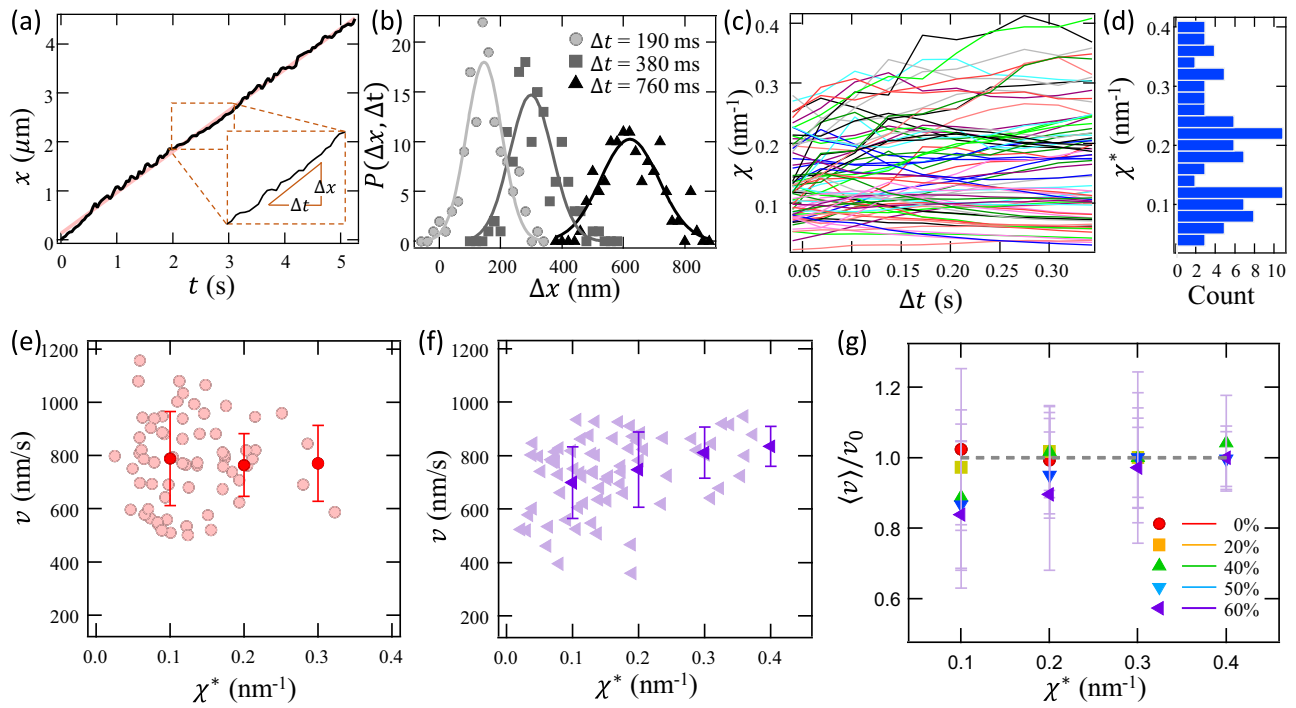 (a)
4
3
2
1
0
x (μm)
0
1
2
3
4
5
t (s)
Δx
Δt
(b)
20
15
10
5
0
P(Δx, Δt)
Δt = 190 ms
Δt = 380 ms
Δt = 760 ms
0
200
400
600
800
Δx (nm)
(c)
0.4
0.3
0.2
0.1
χ (nm⁻¹)
0.05
0.10
0.15
0.20
0.25
0.30
Δt (s)
(d)
0.4
0.3
0.2
0.1
χ* (nm⁻¹)
0
2
4
6
8
10
Count
(e)
1200
1000
800
600
400
200
v (nm/s)
0.0
0.1
0.2
0.3
0.4
χ* (nm⁻¹)
(f)
1200
1000
800
600
400
200
v (nm/s)
0.0
0.1
0.2
0.3
0.4
χ* (nm⁻¹)
(g)
1.2
1.0
0.8
0.6
⟨v⟩/v₀
0%
20%
40%
50%
60%
0.1
0.2
0.3
0.4
χ* (nm⁻¹)